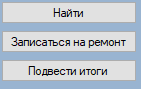 Найти
Записаться на ремонт
Подвести итоги